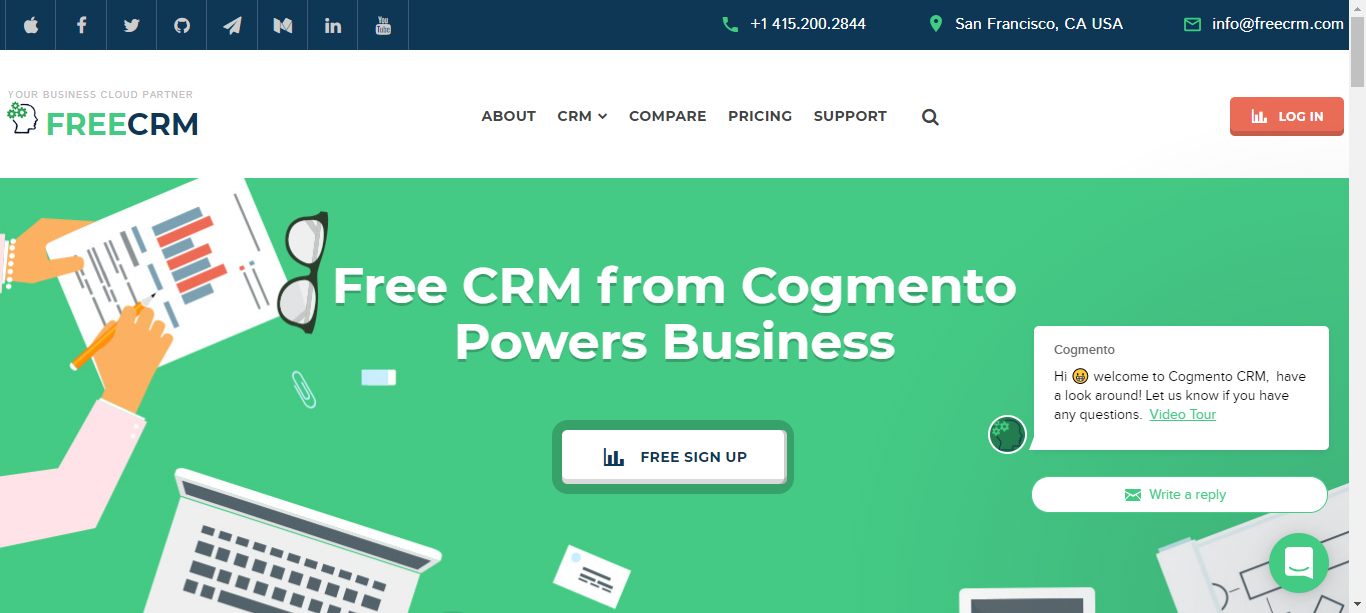 You Tube
+1 415.200.2844
San Francisco, CA USA
info@freecrm.com
YOUR BUSINESS CLOUD PARTNER
FREECRM
ABOUT
CRM
COMPARE
PRICING
SUPPORT
LOG IN
Free CRM from Cogmento
Powers Business
FREE SIGN UP
Cogmento
Hi 😁 welcome to Cogmento CRM, have
a look around! Let us know if you have
any questions. Video Tour
Write a reply